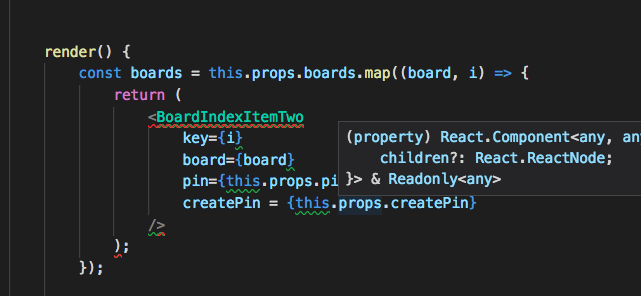 render() {
const boards = this.props.boards.map((board, i) => {
return (
<BoardIndexItemTwo
key={i}
(property) React.Component<any, an
board={board}
children?: React.ReactNode;
pin={this.props.pi
}> & Readonly<any>
createPin = {this.props.createPin}
/>
);
});